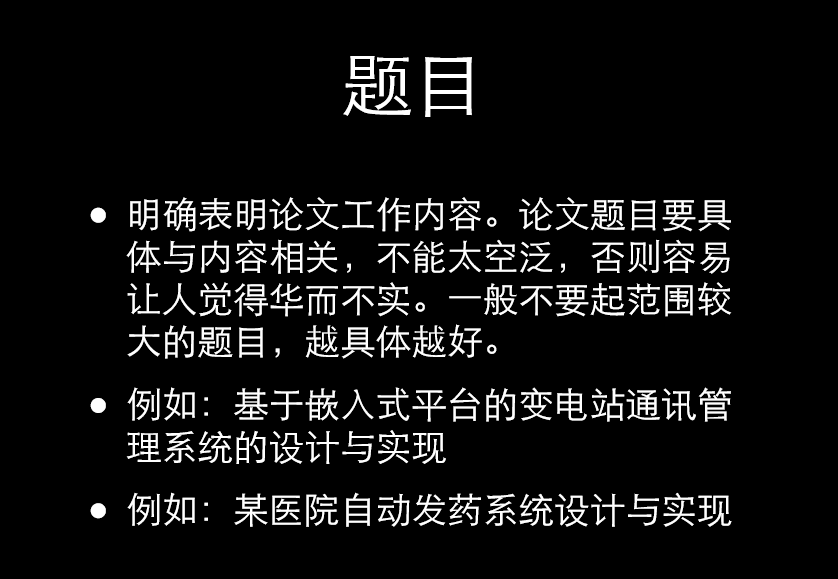 题目
• 明确表明论文工作内容。论文题目要具
体与内容相关，不能太空泛，否则容易
让人觉得华而不实。一般不要起范围较
大的题目，越具体越好。
• 例如：基于嵌入式平台的变电站通讯管
理系统的设计与实现
• 例如：某医院自动发药系统设计与实现